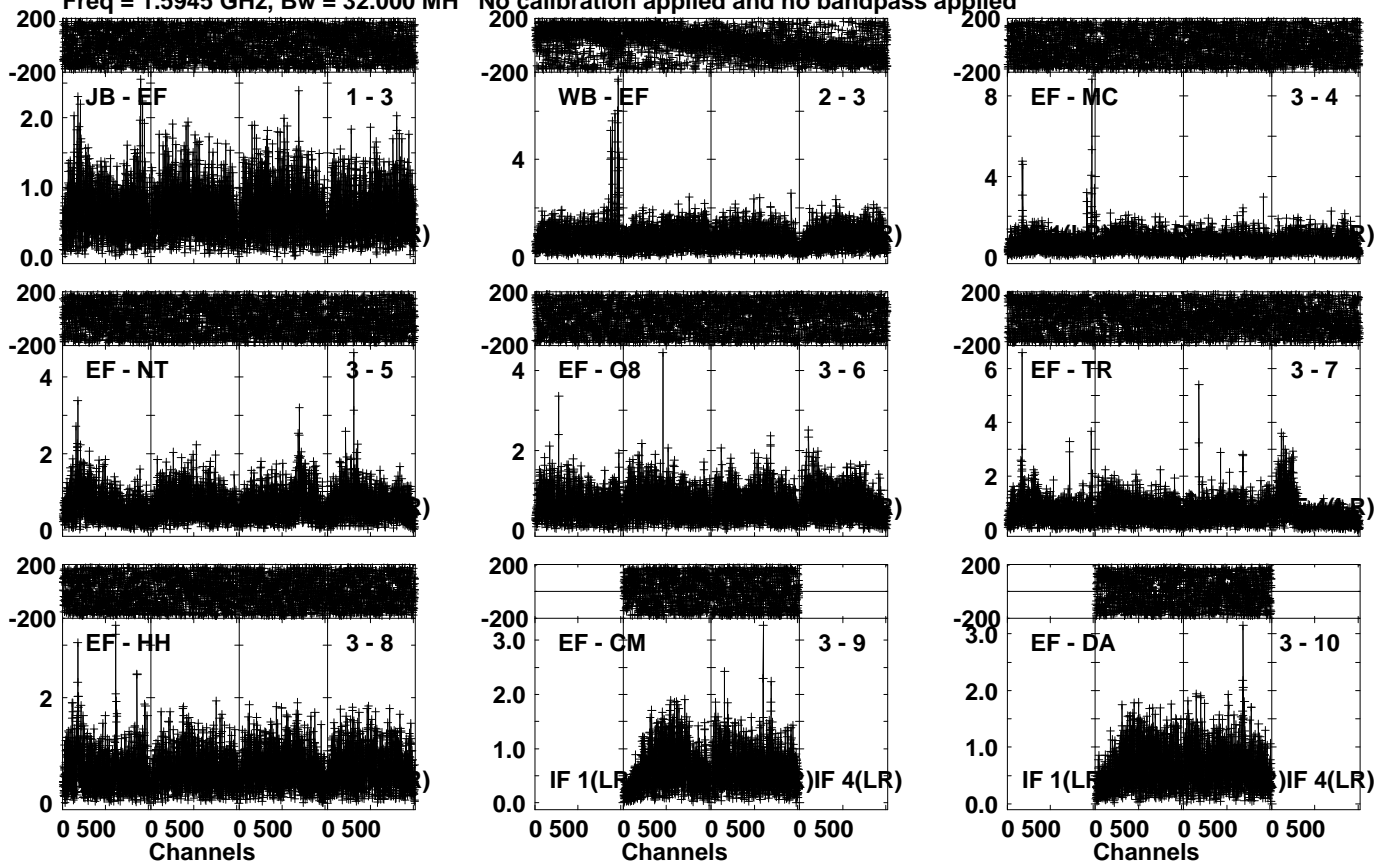 Freq = 1.5945 GHz, Bw = 32.000 MH No calibration applied and no bandpass applied
200
-200
JB - EF 1 - 3
2.0
1.0
0.0
R)
200
-200
WB - EF 2 - 3
4
0
R)
200
-200
EF - MC 3 - 4
8
4
0
R)
200
-200
EF - NT 3 - 5
4
2
0
R)
200
-200
EF - O8 3 - 6
4
2
0
R)
200
-200
EF - TR 3 - 7
6
4
2
0
R)
200
-200
EF - HH 3 - 8
2
0
R)
0 500 0 500 0 500 0 500
Channels
200
-200
EF - CM 3 - 9
3.0
2.0
1.0
0.0
IF 1(LR )IF 4(LR)
0 500 0 500 0 500 0 500
Channels
200
-200
EF - DA 3 - 10
3.0
2.0
1.0
0.0
IF 1(LR )IF 4(LR)
0 500 0 500 0 500 0 500
Channels